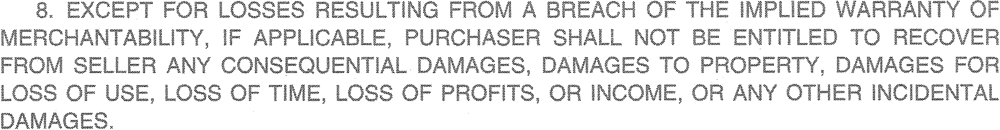 8. EXCEPT FOR LOSSES RESULTING FROM A BREACH OF THE IMPLIED WARRANTY OF
MERCHANTABILITY, IF APPLICABLE, PURCHASER SHALL NOT BE ENTITLED TO RECOVER
FROM SELLER ANY CONSEQUENTIAL DAMAGES, DAMAGES TO PROPERTY, DAMAGES FOR
LOSS OF USE, LOSS OF TIME, LOSS OF PROFITS, OR INCOME, OR ANY OTHER INCIDENTAL
DAMAGES.